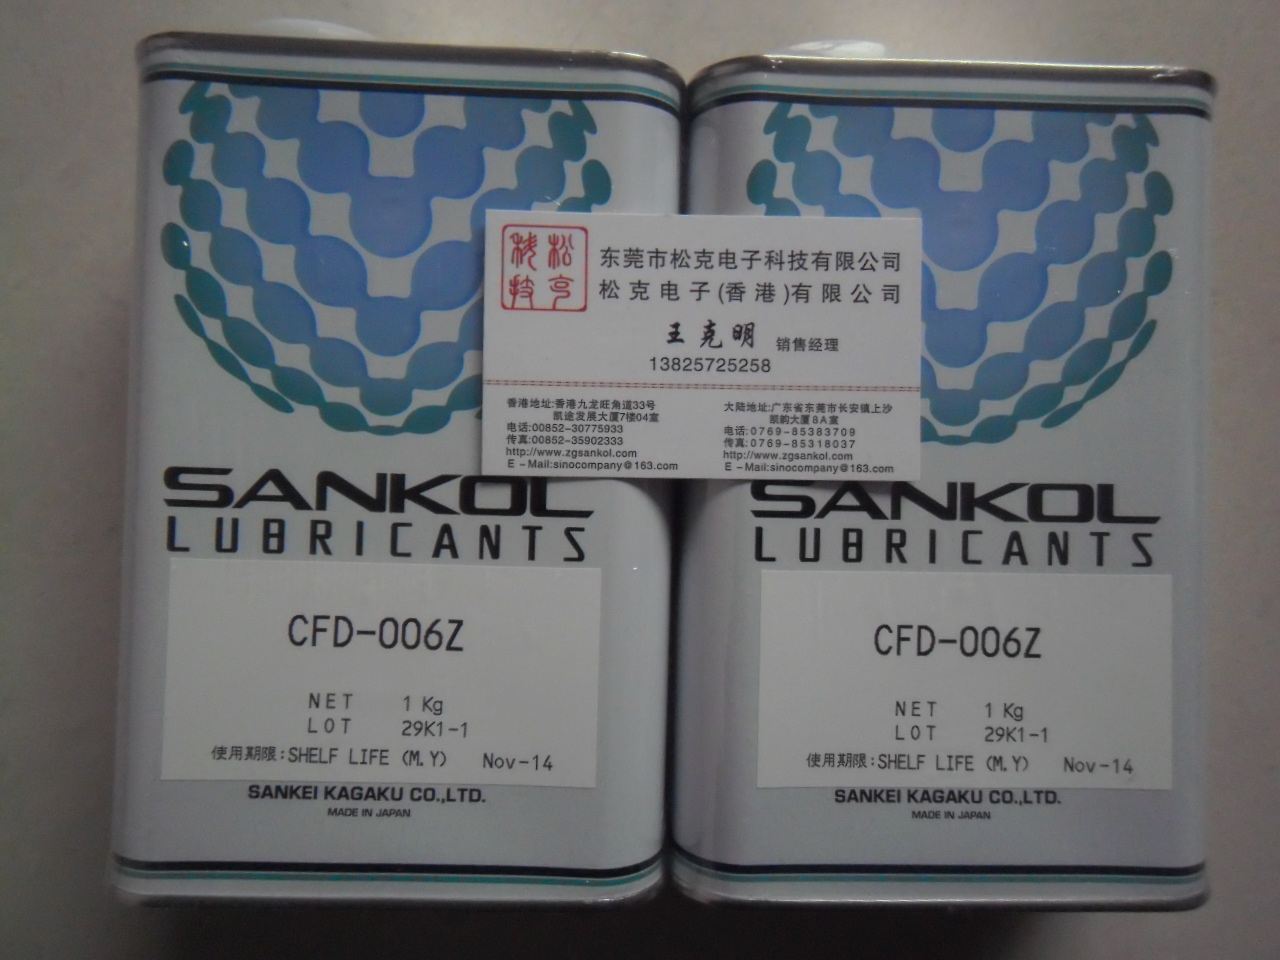 松亨
科技
东莞市松克电子科技有限公司
松克电子(香港)有限公司
王克明 销售经理
13825725258
香港地址:香港九龙旺角道33号
凯途发展大厦7楼04室
电话:00852-30775933
传真:00852-35902333
http://www.zgsankol.com
E-Mail:sinocompany@163.com
大陆地址:广东省东莞市长安镇上沙
凯韵大厦8A室
电话:0769-85383709
传真:0769-85318037
http://www.zgsankol.com
E-Mail:sinocompany@163.com
SANKOL
LUBRICANTS
CFD-006Z
NET 1 Kg
LOT 29K1-1
使用期限:SHELF LIFE (M.Y) Nov-14
SANKEI KAGAKU CO.,LTD.
MADE IN JAPAN
SANKOL
LUBRICANTS
CFD-006Z
NET 1 Kg
LOT 29K1-1
使用期限:SHELF LIFE (M.Y) Nov-14
SANKEI KAGAKU CO.,LTD.
MADE IN JAPAN